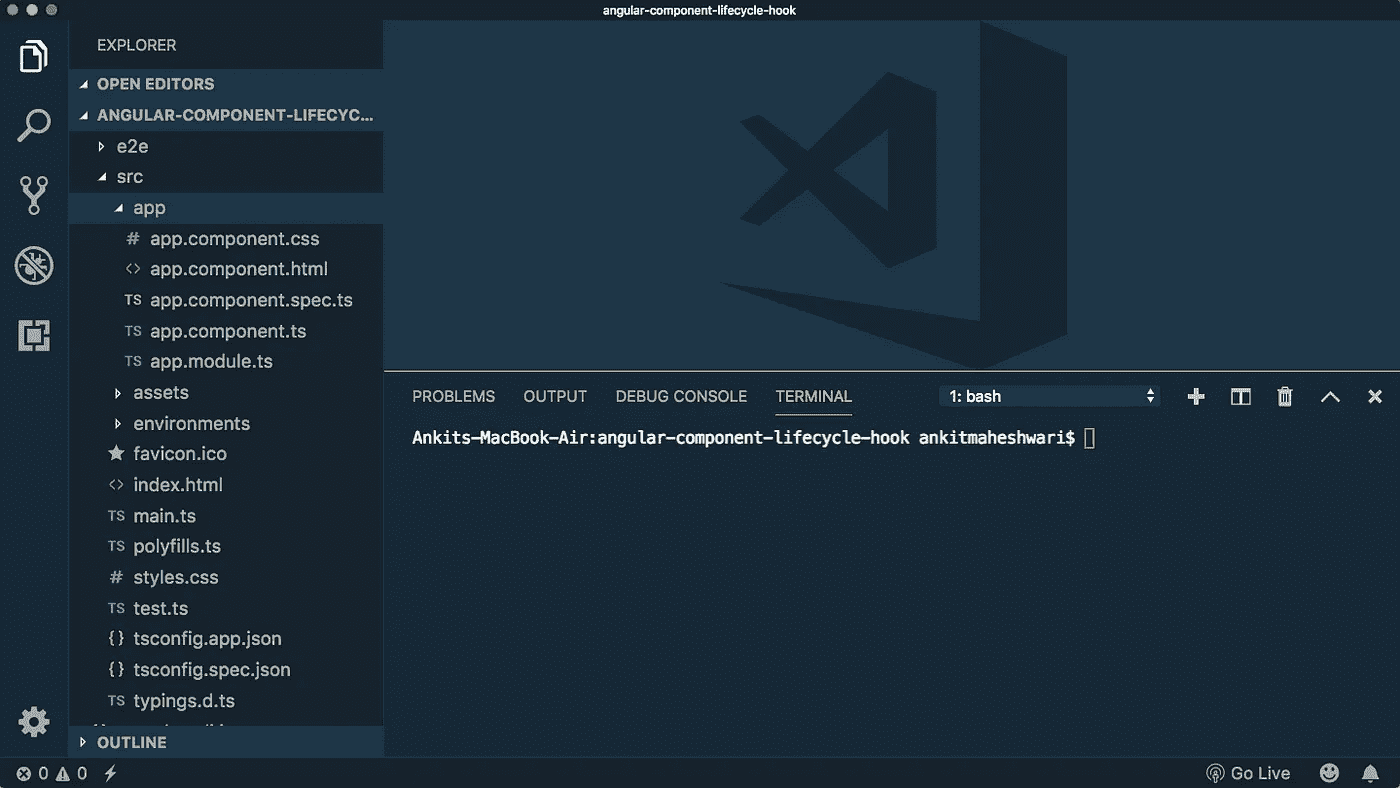 angular-component-lifecycle-hook
EXPLORER
OPEN EDITORS
ANGULAR-COMPONENT-LIFECYC...
e2e
src
app
# app.component.css
<> app.component.html
TS app.component.spec.ts
TS app.component.ts
TS app.module.ts
assets
environments
favicon.ico
<> index.html
TS main.ts
TS polyfills.ts
# styles.css
TS test.ts
{} tsconfig.app.json
{} tsconfig.spec.json
TS typings.d.ts
OUTLINE
PROBLEMS OUTPUT DEBUG CONSOLE TERMINAL 1: bash
Ankits-MacBook-Air:angular-component-lifecycle-hook ankitmaheshwari$
0 0 Go Live